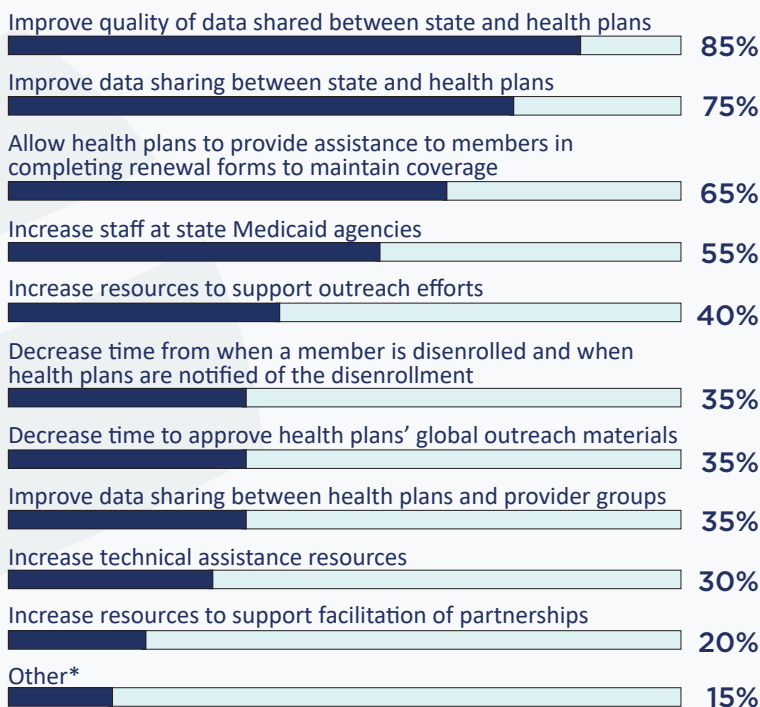 Improve quality of data shared between state and health plans
85%
Improve data sharing between state and health plans
75%
Allow health plans to provide assistance to members in
completing renewal forms to maintain coverage
65%
Increase staff at state Medicaid agencies
55%
Increase resources to support outreach efforts
40%
Decrease time from when a member is disenrolled and when
health plans are notified of the disenrollment
35%
Decrease time to approve health plans’ global outreach materials
35%
Improve data sharing between health plans and provider groups
35%
Increase technical assistance resources
30%
Increase resources to support facilitation of partnerships
20%
Other*
15%